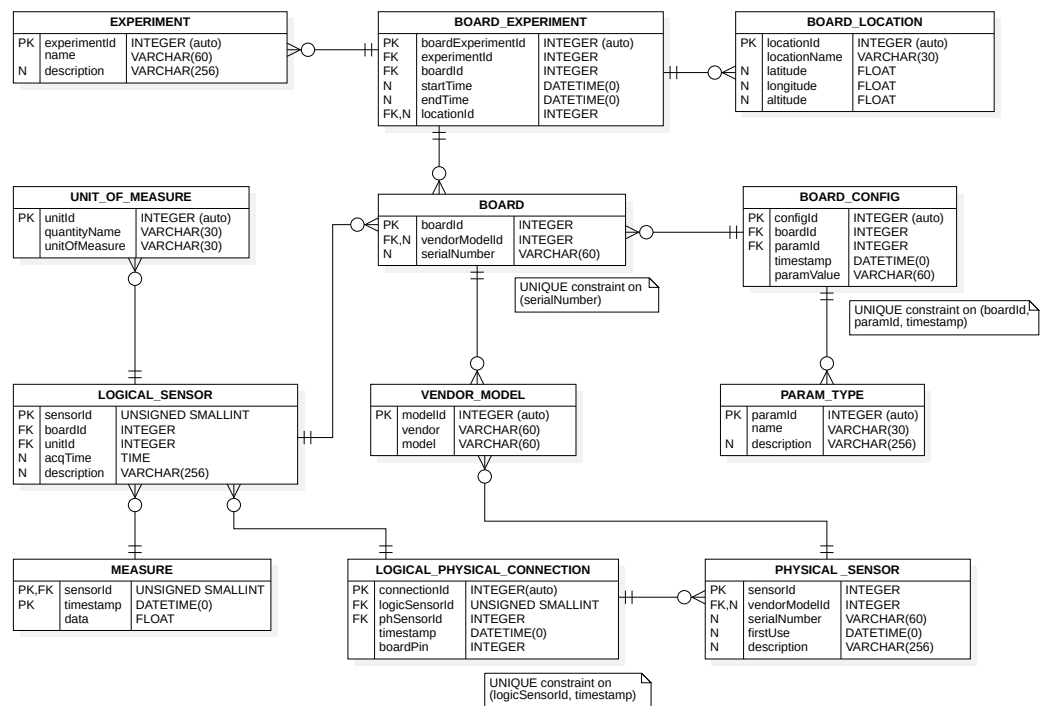 EXPERIMENT
PK experimentId INTEGER (auto)
name VARCHAR(60)
N description VARCHAR(256)
BOARD_EXPERIMENT
PK boardExperimentId INTEGER (auto)
FK experimentId INTEGER
FK boardId INTEGER
N startTime DATETIME(0)
N endTime DATETIME(0)
FK,N locationId INTEGER
BOARD_LOCATION
PK locationId INTEGER (auto)
locationName VARCHAR(30)
N latitude FLOAT
N longitude FLOAT
N altitude FLOAT
UNIT_OF_MEASURE
PK unitId INTEGER (auto)
quantityName VARCHAR(30)
unitOfMeasure VARCHAR(30)
BOARD
PK boardId INTEGER
FK,N vendorModelId INTEGER
N serialNumber VARCHAR(60)
UNIQUE constraint on
(serialNumber)
BOARD_CONFIG
PK configId INTEGER (auto)
FK boardId INTEGER
FK paramId INTEGER
timestamp DATETIME(0)
paramValue VARCHAR(60)
UNIQUE constraint on (boardId,
paramId, timestamp)
LOGICAL_SENSOR
PK sensorId UNSIGNED SMALLINT
FK boardId INTEGER
FK unitId INTEGER
N acqTime TIME
N description VARCHAR(256)
VENDOR_MODEL
PK modelId INTEGER (auto)
vendor VARCHAR(60)
model VARCHAR(60)
PARAM_TYPE
PK paramId INTEGER (auto)
name VARCHAR(30)
N description VARCHAR(256)
MEASURE
PK,FK sensorId UNSIGNED SMALLINT
PK timestamp DATETIME(0)
data FLOAT
LOGICAL_PHYSICAL_CONNECTION
PK connectionId INTEGER(auto)
FK logicSensorId UNSIGNED SMALLINT
FK phSensorId INTEGER
timestamp DATETIME(0)
boardPin INTEGER
UNIQUE constraint on
(logicSensorId, timestamp)
PHYSICAL _SENSOR
PK sensorId INTEGER
FK,N vendorModelId INTEGER
N serialNumber VARCHAR(60)
N firstUse DATETIME(0)
N description VARCHAR(256)